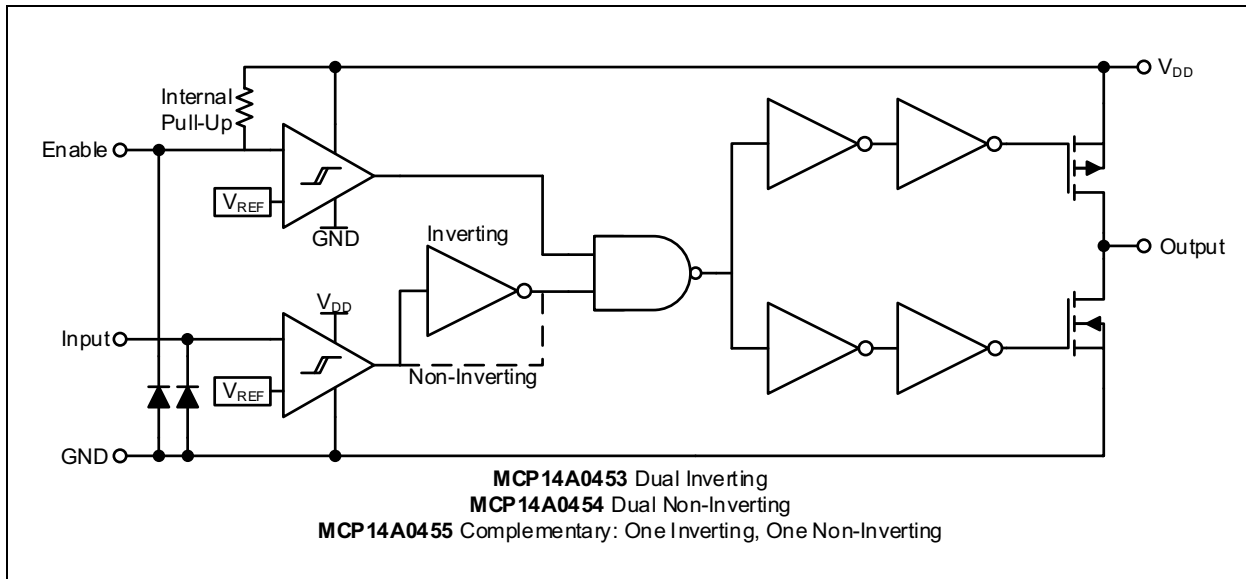 V_DD
Internal
Pull-Up
Enable
V_REF
GND
Inverting
Output
V_DD
Input
Non-Inverting
V_REF
GND
MCP14A0453 Dual Inverting
MCP14A0454 Dual Non-Inverting
MCP14A0455 Complementary: One Inverting, One Non-Inverting